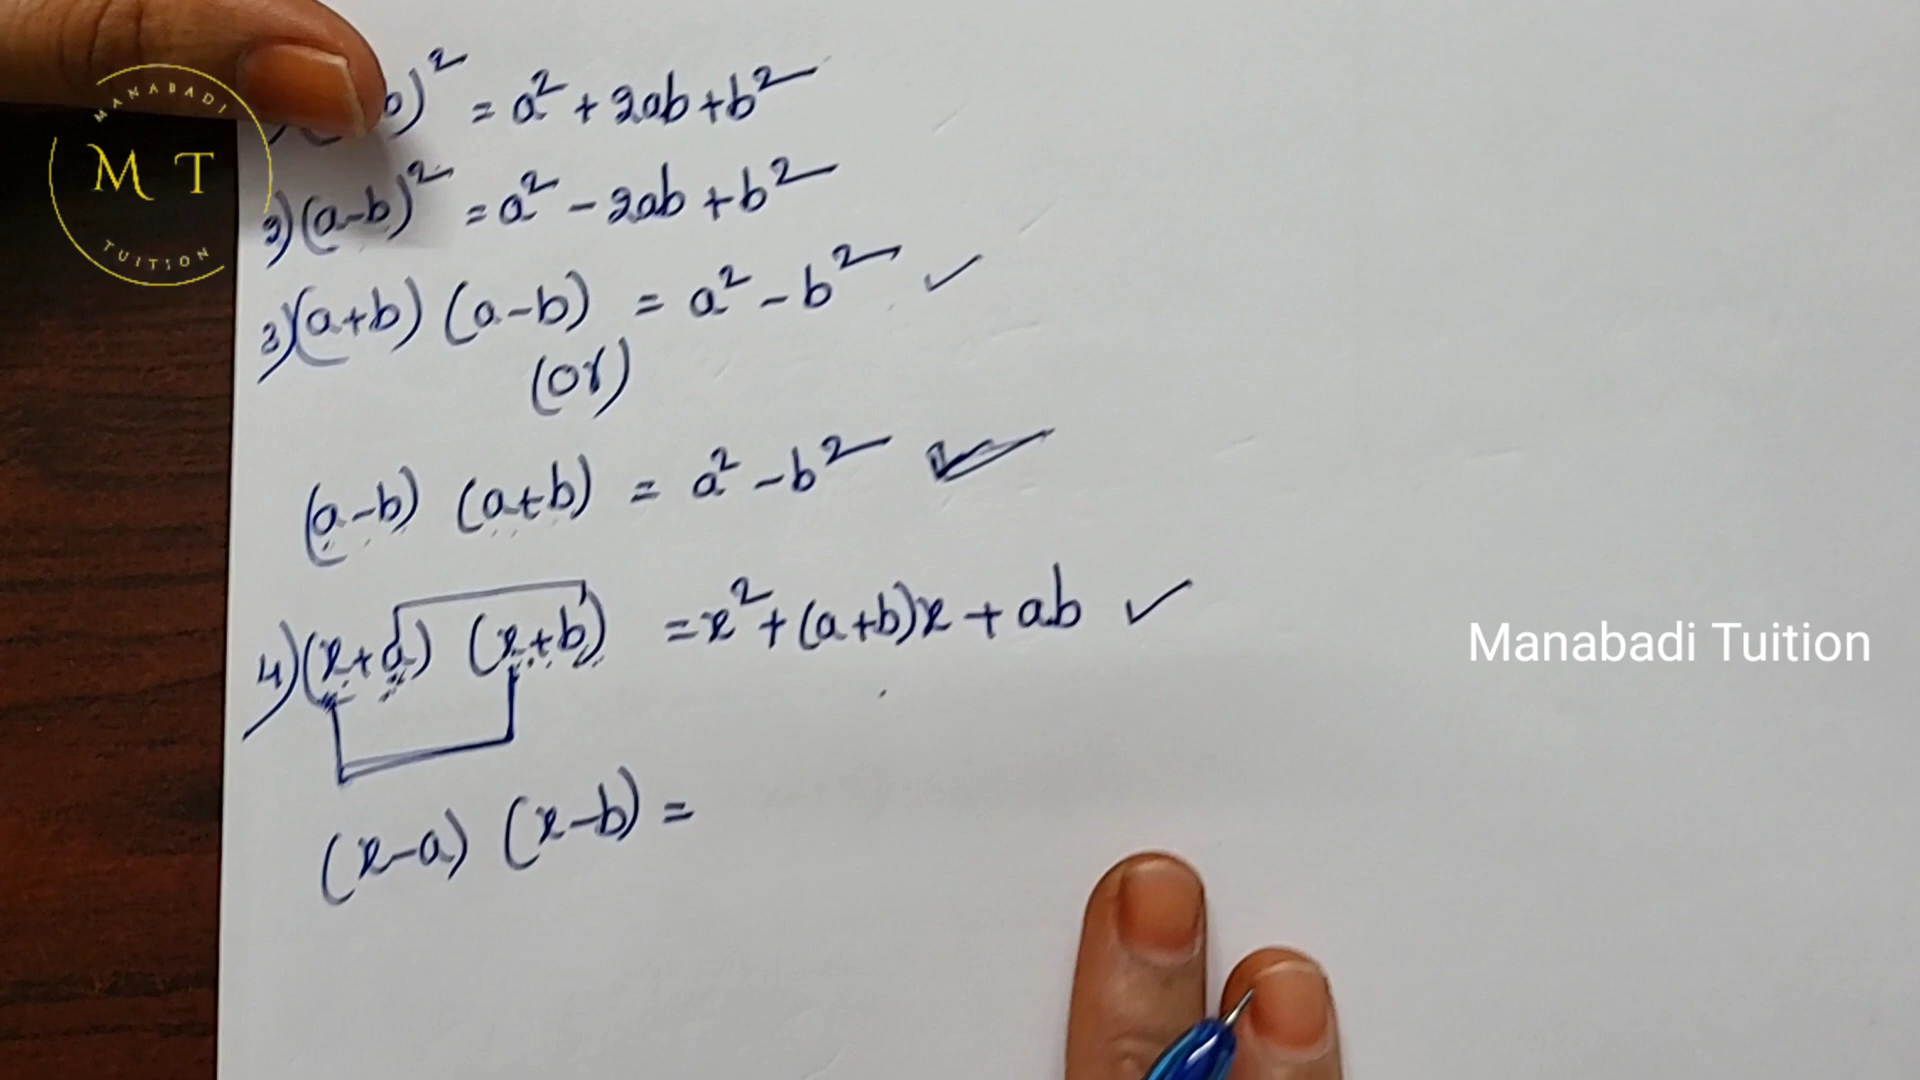 b)² = a² + 2ab + b²
2) (a-b)² = a² - 2ab + b²
3) (a+b) (a-b) = a² - b² ✓
(or)
(a-b) (a+b) = a² - b² ✓
4) (x+a) (x+b) = x² + (a+b)x + ab ✓
(x-a) (x-b) =
MANABADI
M T
TUITION
Manabadi Tuition